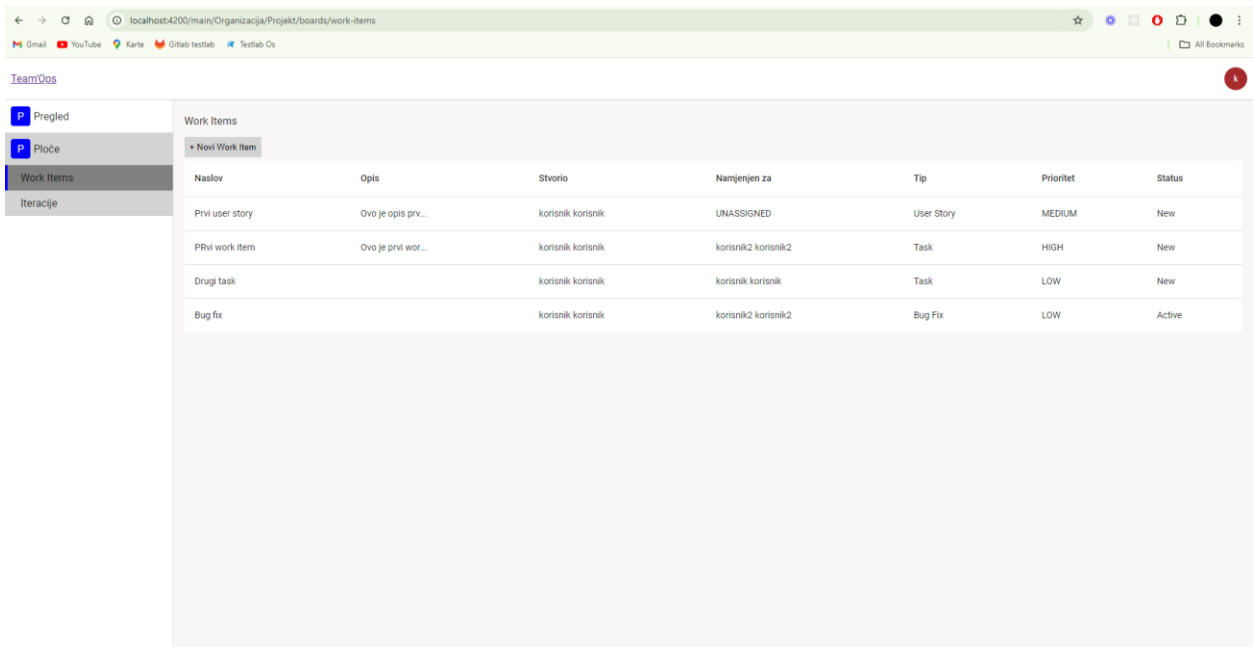 localhost:4200/main/Organizacija/Projekt/boards/work-items
Gmail YouTube Karte Gitlab testlab Testlab Os All Bookmarks
Team'Ops k
P Pregled
P Ploče
Work Items
Iteracije
Work Items
+ Novi Work Item
Naslov Opis Stvorio Namjenjen za Tip Prioritet Status
Prvi user story Ovo je opis prv... korisnik korisnik UNASSIGNED User Story MEDIUM New
PRvi work item Ovo je prvi wor... korisnik korisnik korisnik2 korisnik2 Task HIGH New
Drugi task korisnik korisnik korisnik korisnik Task LOW New
Bug fix korisnik korisnik korisnik2 korisnik2 Bug Fix LOW Active